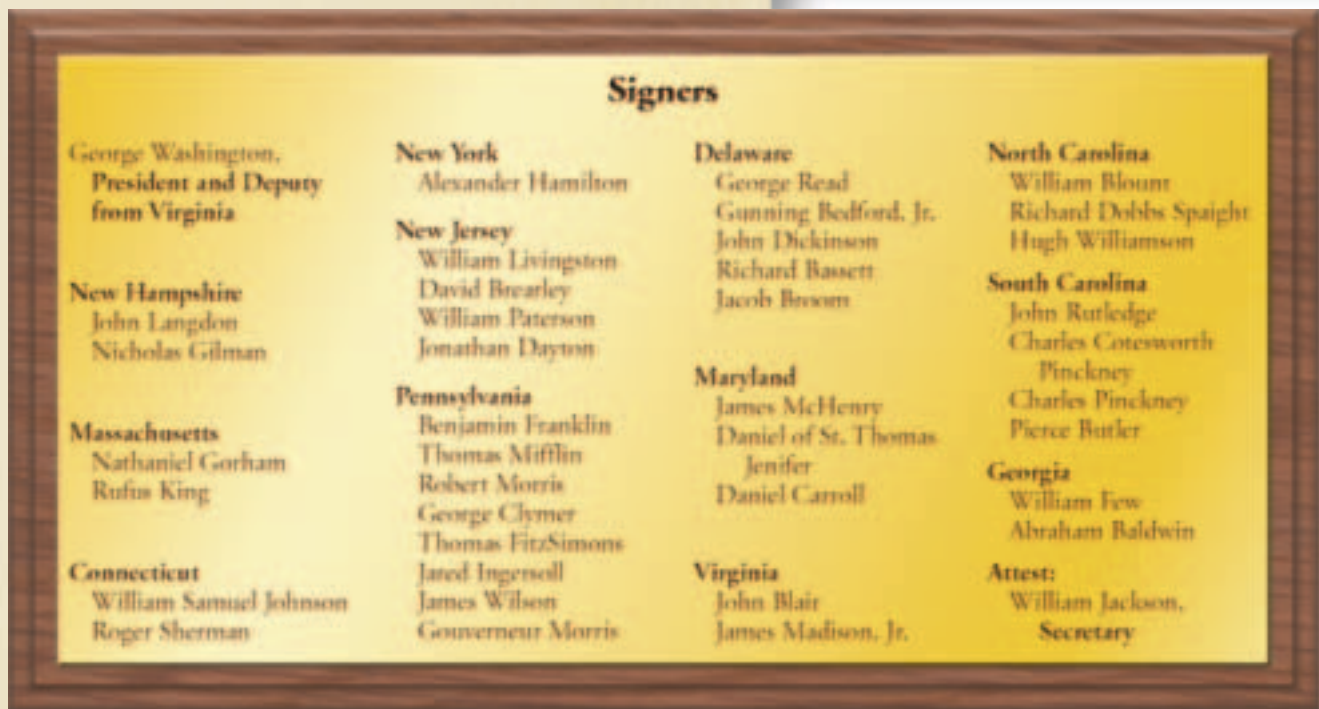 Signers
George Washington,
President and Deputy
from Virginia
New Hampshire
John Langdon
Nicholas Gilman
Massachusetts
Nathaniel Gorham
Rufus King
Connecticut
William Samuel Johnson
Roger Sherman
New York
Alexander Hamilton
New Jersey
William Livingston
David Brearley
William Paterson
Jonathan Dayton
Pennsylvania
Benjamin Franklin
Thomas Mifflin
Robert Morris
George Clymer
Thomas FitzSimons
Jared Ingersoll
James Wilson
Gouverneur Morris
Delaware
George Read
Gunning Bedford, Jr.
John Dickinson
Richard Bassett
Jacob Broom
Maryland
James McHenry
Daniel of St. Thomas
Jenifer
Daniel Carroll
Virginia
John Blair
James Madison, Jr.
North Carolina
William Blount
Richard Dobbs Spaight
Hugh Williamson
South Carolina
John Rutledge
Charles Cotesworth
Pinckney
Charles Pinckney
Pierce Butler
Georgia
William Few
Abraham Baldwin
Attest:
William Jackson,
Secretary